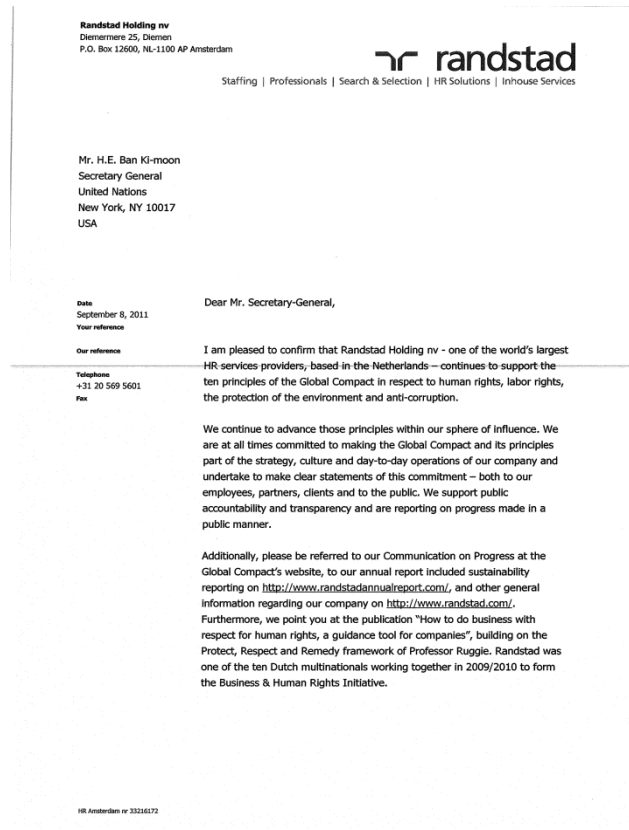 Randstad Holding nv
Diemermere 25, Diemen
P.O. Box 12600, NL-1100 AP Amsterdam
randstad
Staffing | Professionals | Search & Selection | HR Solutions | Inhouse Services
Mr. H.E. Ban Ki-moon
Secretary General
United Nations
New York, NY 10017
USA
Date
September 8, 2011
Your reference
Our reference
Telephone
+31 20 569 5601
Fax
Dear Mr. Secretary-General,
I am pleased to confirm that Randstad Holding nv - one of the world's largest
HR services providers, based in the Netherlands – continues to support the
ten principles of the Global Compact in respect to human rights, labor rights,
the protection of the environment and anti-corruption.
We continue to advance those principles within our sphere of influence. We
are at all times committed to making the Global Compact and its principles
part of the strategy, culture and day-to-day operations of our company and
undertake to make clear statements of this commitment – both to our
employees, partners, clients and to the public. We support public
accountability and transparency and are reporting on progress made in a
public manner.
Additionally, please be referred to our Communication on Progress at the
Global Compact's website, to our annual report included sustainability
reporting on http://www.randstadannualreport.com/, and other general
information regarding our company on http://www.randstad.com/.
Furthermore, we point you at the publication "How to do business with
respect for human rights, a guidance tool for companies", building on the
Protect, Respect and Remedy framework of Professor Ruggie. Randstad was
one of the ten Dutch multinationals working together in 2009/2010 to form
the Business & Human Rights Initiative.
HR Amsterdam nr 33216172